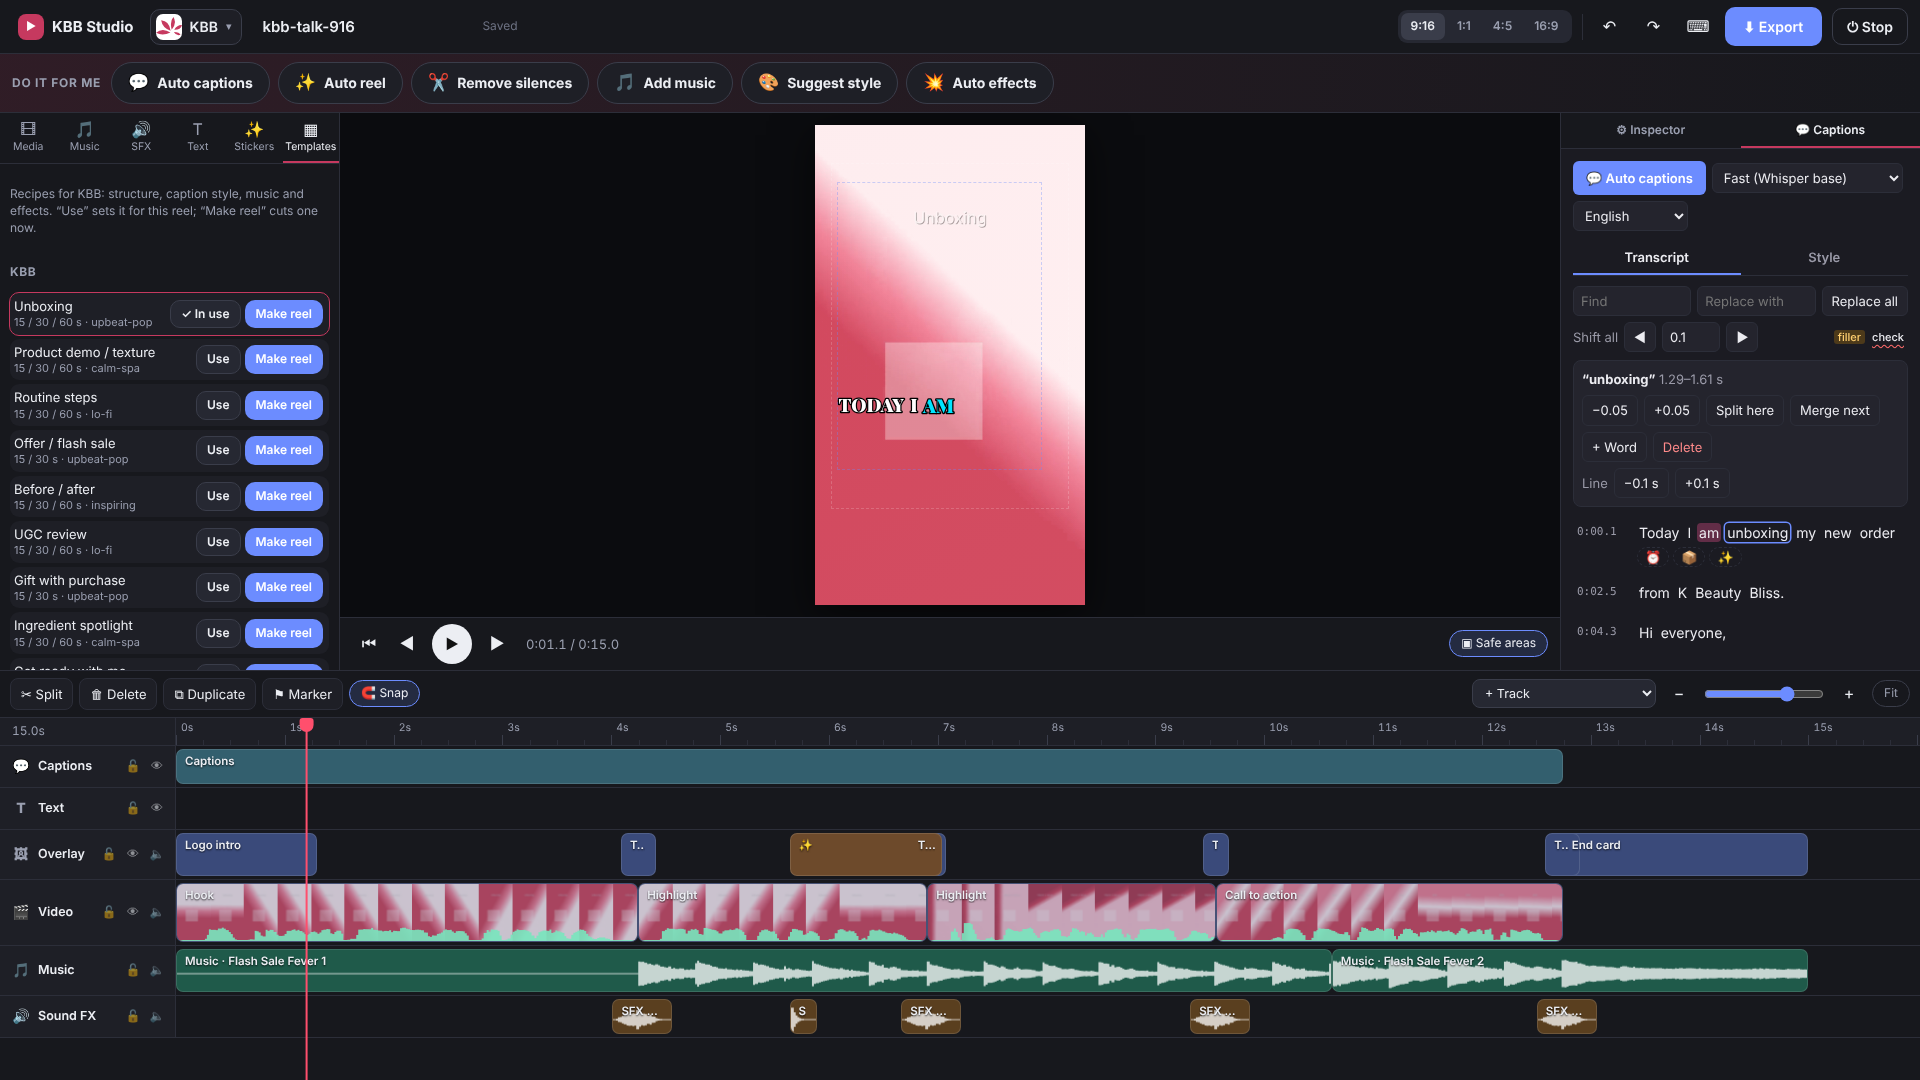 KBB Studio
KBB
kbb-talk-916
Saved
9:16 1:1 4:5 16:9
Export
Stop
DO IT FOR ME
Auto captions
Auto reel
Remove silences
Add music
Suggest style
Auto effects
Media
Music
SFX
Text
Stickers
Templates
Recipes for KBB: structure, caption style, music and
effects. “Use” sets it for this reel; “Make reel” cuts one
now.
KBB
Unboxing
15 / 30 / 60 s · upbeat-pop
✓ In use
Make reel
Product demo / texture
15 / 30 / 60 s · calm-spa
Use
Make reel
Routine steps
15 / 30 / 60 s · lo-fi
Use
Make reel
Offer / flash sale
15 / 30 s · upbeat-pop
Use
Make reel
Before / after
15 / 30 / 60 s · inspiring
Use
Make reel
UGC review
15 / 30 / 60 s · lo-fi
Use
Make reel
Gift with purchase
15 / 30 s · upbeat-pop
Use
Make reel
Ingredient spotlight
15 / 30 / 60 s · calm-spa
Use
Make reel
Unboxing
TODAY I AM
0:01.1 / 0:15.0
Safe areas
Inspector
Captions
Auto captions
Fast (Whisper base)
English
Transcript
Style
Find
Replace with
Replace all
Shift all
0.1
filler
check
“unboxing” 1.29–1.61 s
−0.05
+0.05
Split here
Merge next
+ Word
Delete
Line
−0.1 s
+0.1 s
0:00.1 Today I am unboxing my new order
0:02.5 from K Beauty Bliss.
0:04.3 Hi everyone,
Split
Delete
Duplicate
Marker
Snap
+ Track
−
+
Fit
15.0s
0s 1s 2s 3s 4s 5s 6s 7s 8s 9s 10s 11s 12s 13s 14s 15s
Captions
Captions
T Text
Overlay
Logo intro
T..
T...
T
T.. End card
Video
Hook
Highlight
Highlight
Call to action
Music
Music · Flash Sale Fever 1
Music · Flash Sale Fever 2
Sound FX
SFX ...
S
SFX ...
SFX ...
SFX ...